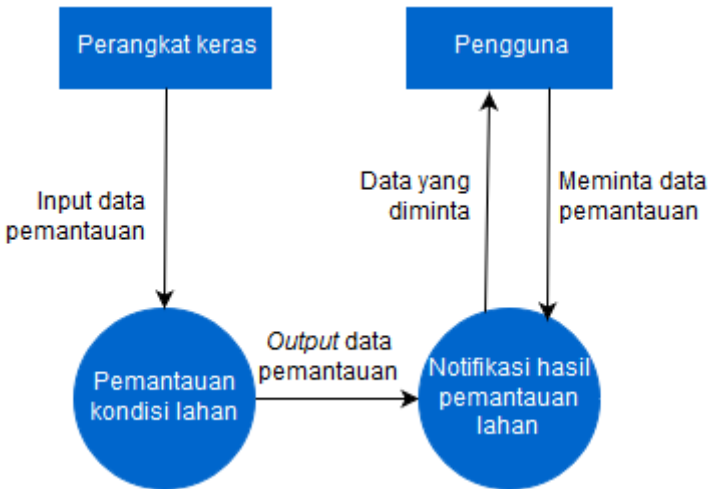 Perangkat keras
Pengguna
Input data
pemantauan
Data yang
diminta
Meminta data
pemantauan
Output data
pemantauan
Pemantauan
kondisi lahan
Notifikasi hasil
pemantauan
lahan